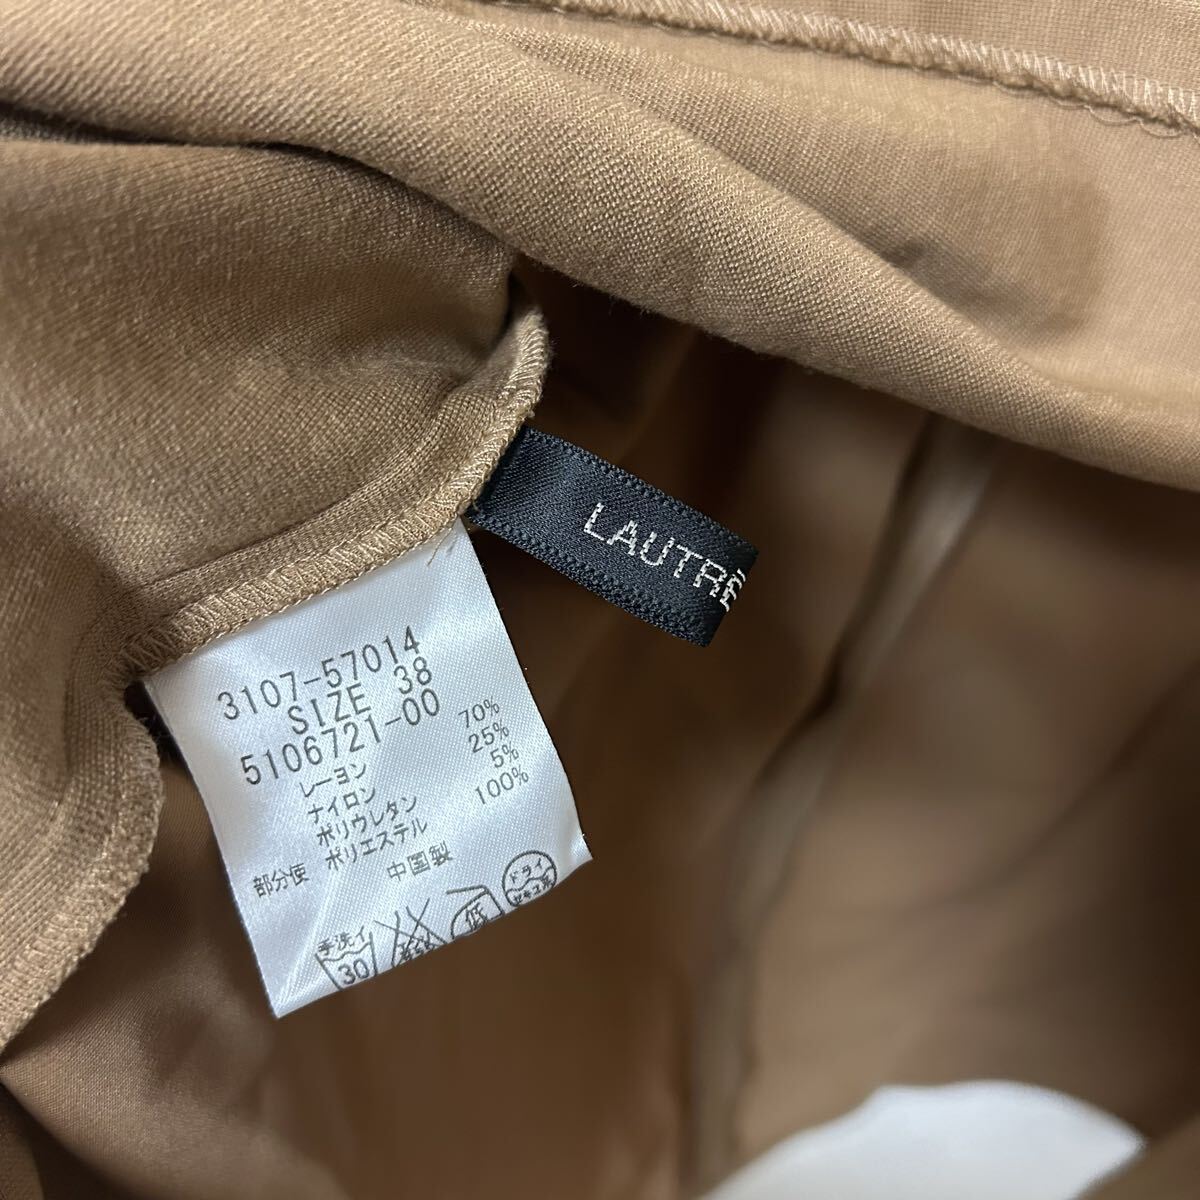 LAUTRÉ
3107-57014
SIZE 38
5106721-00
レーヨン 70%
ナイロン 25%
ポリウレタン 5%
部分使 ポリエステル 100%
中国製
手洗イ
30
低
ドライ